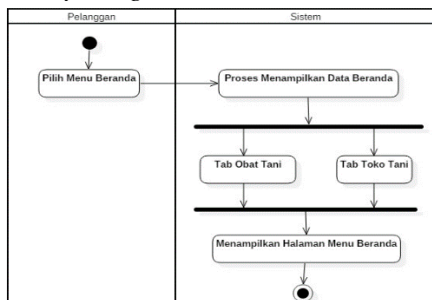 Pelanggan
Sistem
Pilih Menu Beranda
Proses Menampilkan Data Beranda
Tab Obat Tani
Tab Toko Tani
Menampilkan Halaman Menu Beranda